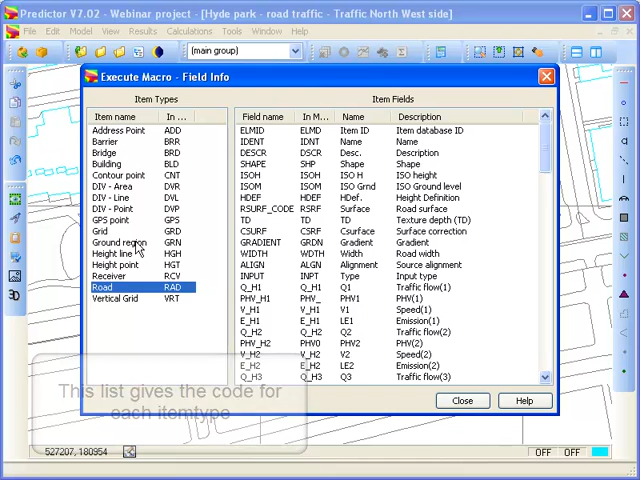 Predictor V7.02 - Webinar project - [Hyde park - road traffic - Traffic North West side]
File Edit Model View Results Calculations Tools Window Help
(main group)
Execute Macro - Field Info
Item Types
Item Fields
Item name In ...
Address Point ADD
Barrier BRR
Bridge BRD
Building BLD
Contour point CNT
DIV - Area DVR
DIV - Line DVL
DIV - Point DVP
GPS point GPS
Grid GRD
Ground region GRN
Height line HGH
Height point HGT
Receiver RCV
Road RAD
Vertical Grid VRT
Field name In M... Name Description
ELMID ELMD Item ID Item database ID
IDENT IDNT Name Name
DESCR DSCR Desc. Description
SHAPE SHP Shape Shape
ISOH ISOH ISO H ISO height
ISOM ISOM ISO Grnd ISO Ground level
HDEF HDEF HDef. Height Definition
RSURF_CODE RSRF Surface Road surface
TD TD TD Texture depth (TD)
CSURF CSRF Csurface Surface correction
GRADIENT GRDN Gradient Gradient
WIDTH WDTH Width Road width
ALIGN ALGN Alignment Source alignment
INPUT INPT Type Input type
Q_H1 Q_H1 Q1 Traffic flow(1)
PHV_H1 PHV_ PHV1 PHV(1)
V_H1 V_H1 V1 Speed(1)
E_H1 E_H1 LE1 Emission(1)
Q_H2 Q_H2 Q2 Traffic flow(2)
PHV_H2 PHV0 PHV2 PHV(2)
V_H2 V_H2 V2 Speed(2)
E_H2 E_H2 LE2 Emission(2)
Q_H3 Q_H3 Q3 Traffic flow(3)
This list gives the code for
each itemtype
Close Help
527207, 180954
OFF OFF
3D